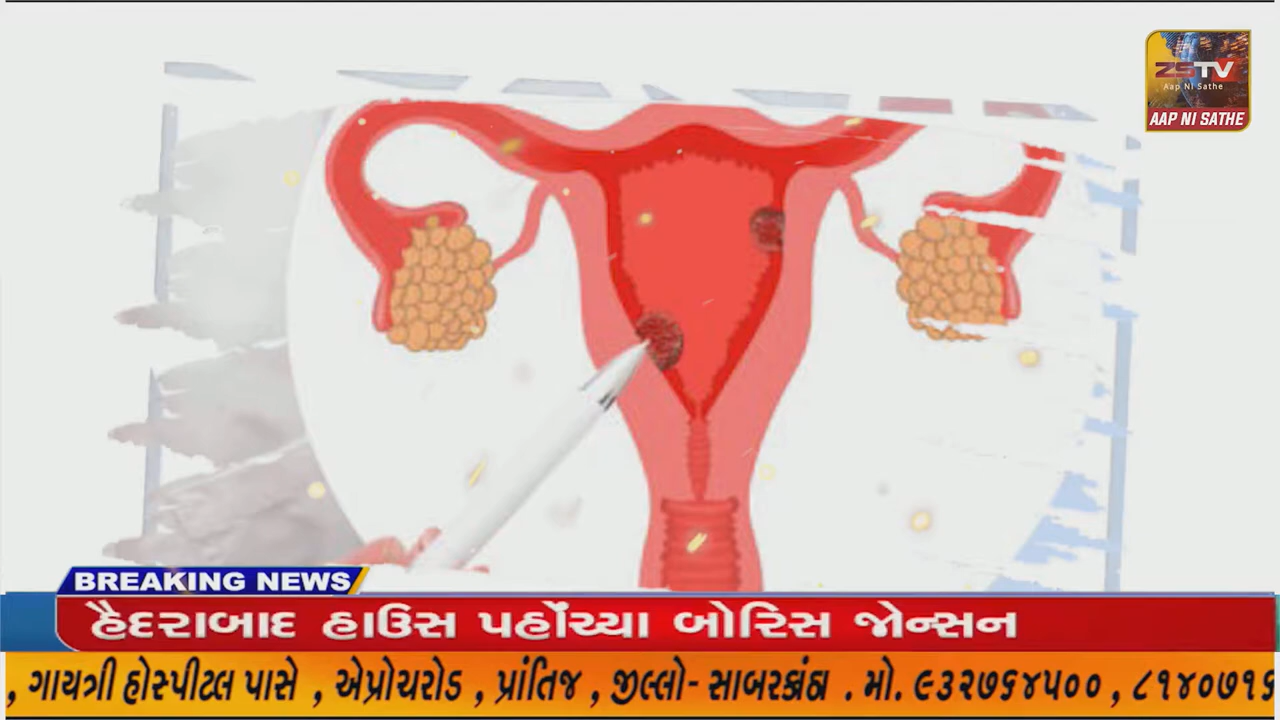 ZSTV
Aap Ni Sathe
AAP NI SATHE
BREAKING NEWS
હૈદરાબાદ હાઉસ પહોંચ્યા બોરિસ જોન્સન
, ગાયત્રી હોસ્પીટલ પાસે , એપ્રોચરોડ , પ્રાંતિજ , જીલ્લો- સાબરકાંઠા . મો. ૯૩૨૭૬૪૫૦૦ , ૮૧૪૦૭૧૬